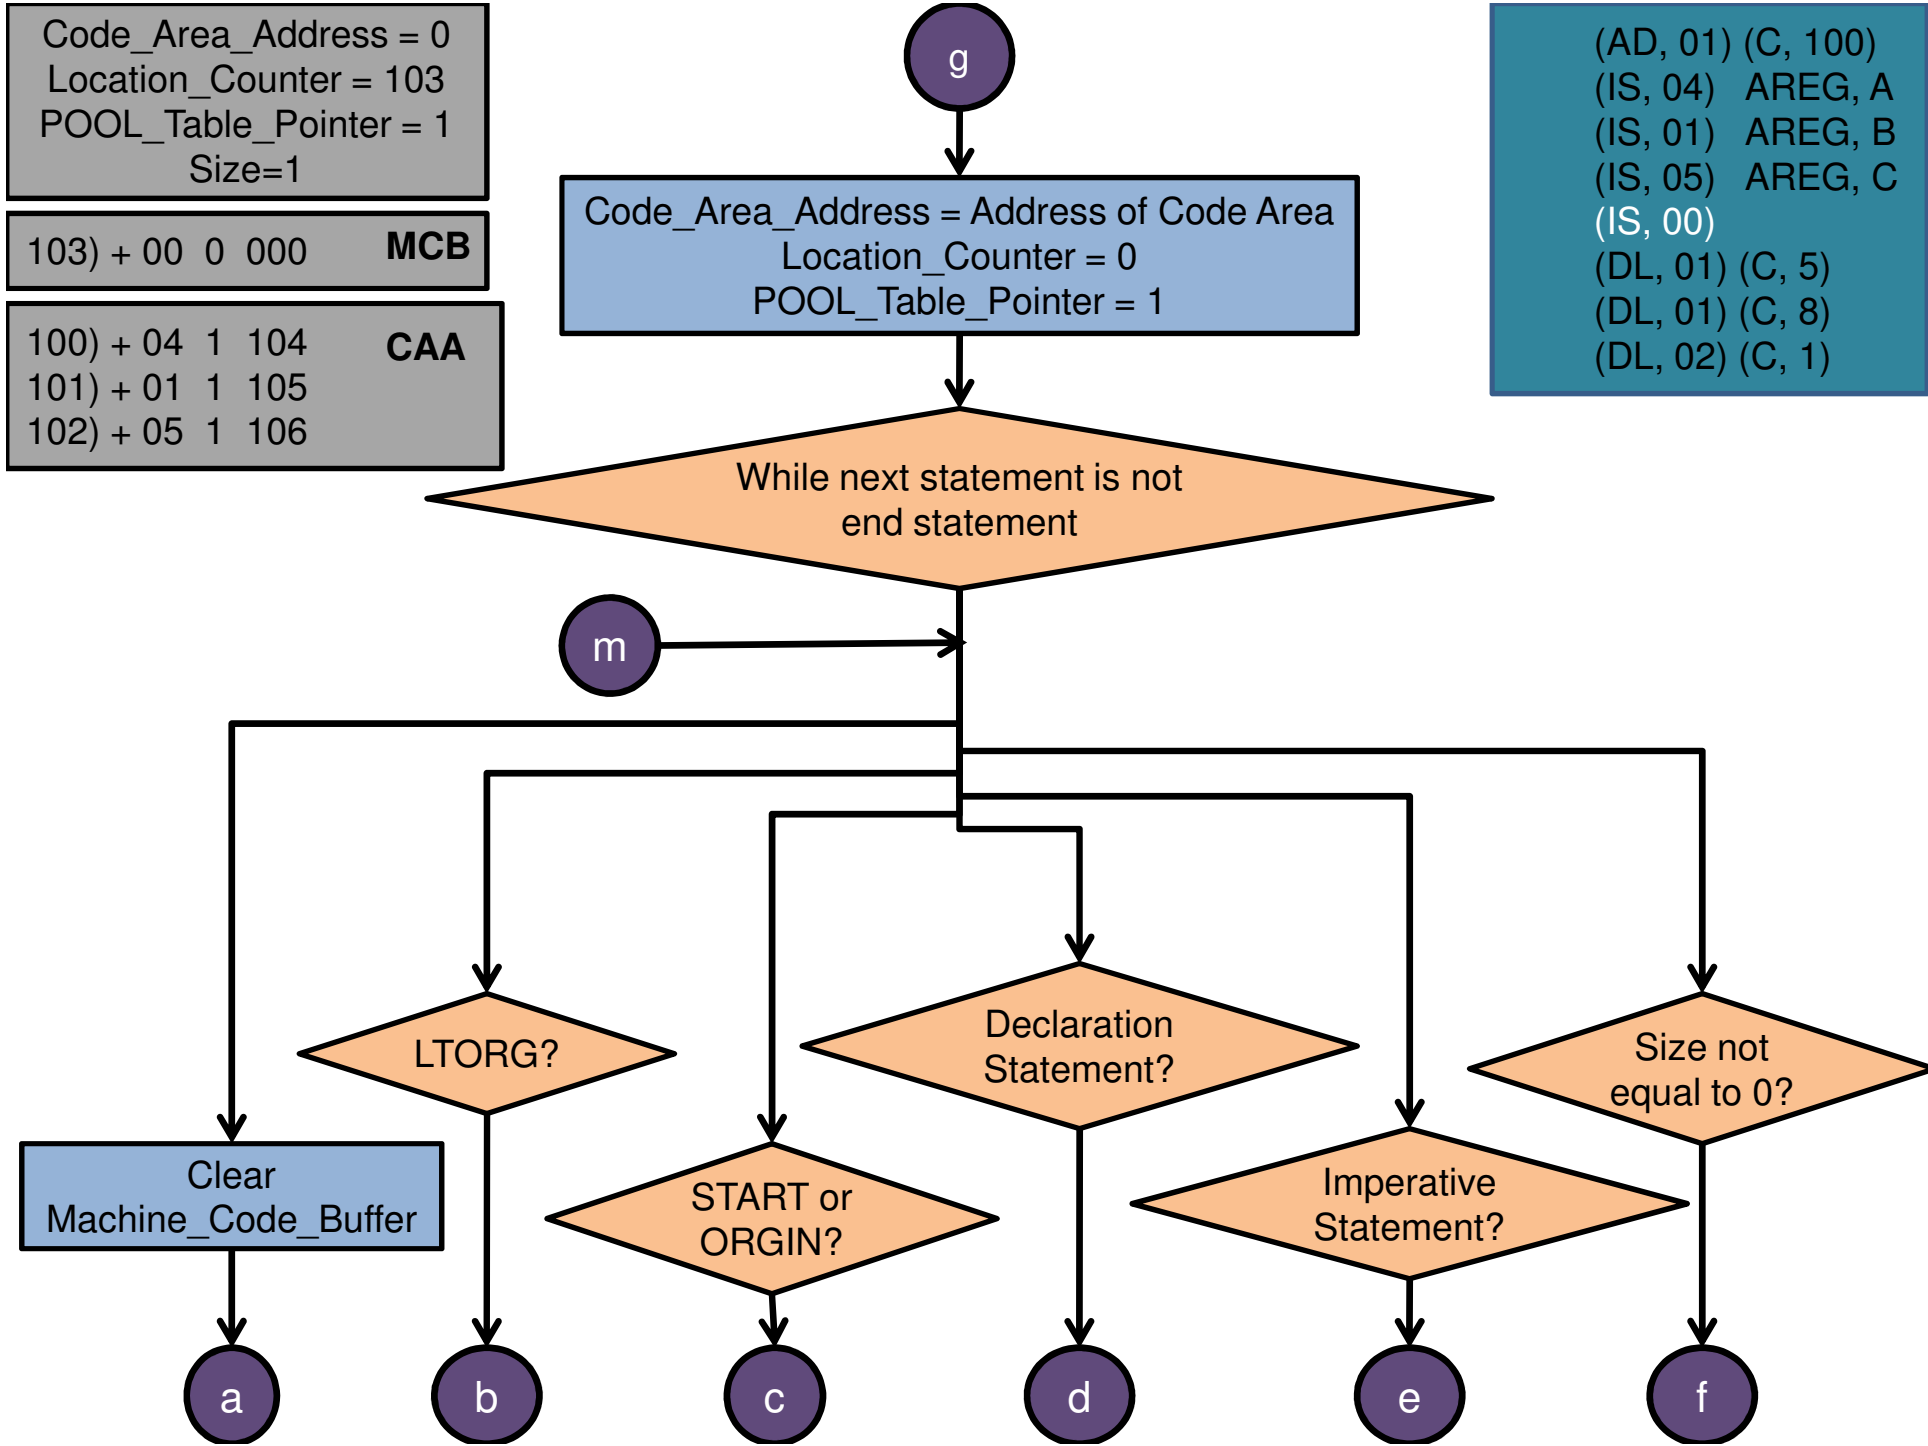 Code_Area_Address = 0
Location_Counter = 103
POOL_Table_Pointer = 1
Size=1
103) + 00 0 000 MCB
100) + 04 1 104 CAA
101) + 01 1 105
102) + 05 1 106
g
Code_Area_Address = Address of Code Area
Location_Counter = 0
POOL_Table_Pointer = 1
(AD, 01) (C, 100)
(IS, 04) AREG, A
(IS, 01) AREG, B
(IS, 05) AREG, C
(IS, 00)
(DL, 01) (C, 5)
(DL, 01) (C, 8)
(DL, 02) (C, 1)
While next statement is not
end statement
m
Clear
Machine_Code_Buffer
LTORG?
START or
ORGIN?
Declaration
Statement?
Imperative
Statement?
Size not
equal to 0?
a
b
c
d
e
f